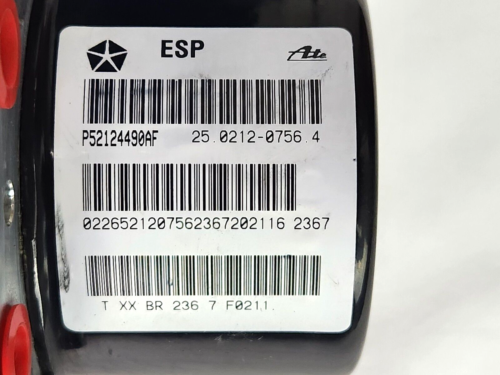 ESP Ate
P52124490AF 25.0212-0756.4
0226521207562367202116 2367
T XX BR 236 7 F0211.